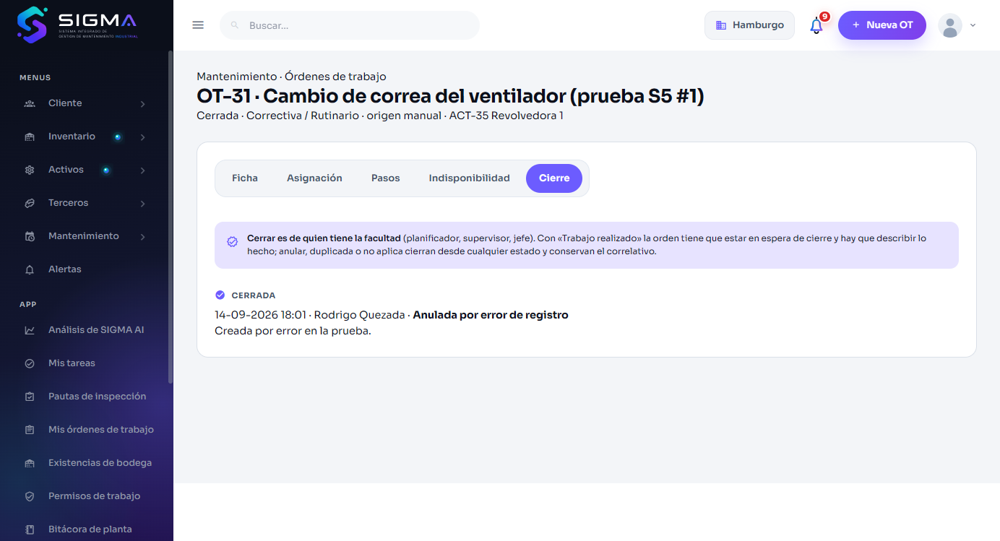 SIGMA
SISTEMA INTEGRADO DE
GESTIÓN DE MANTENIMIENTO INDUSTRIAL
Buscar...
Hamburgo
9
+ Nueva OT
MENUS
Cliente
Inventario
Activos
Terceros
Mantenimiento
Alertas
APP
Análisis de SIGMA AI
Mis tareas
Pautas de inspección
Mis órdenes de trabajo
Existencias de bodega
Permisos de trabajo
Bitácora de planta
Mantenimiento · Órdenes de trabajo
OT-31 · Cambio de correa del ventilador (prueba S5 #1)
Cerrada · Correctiva / Rutinario · origen manual · ACT-35 Revolvedora 1
Ficha
Asignación
Pasos
Indisponibilidad
Cierre
Cerrar es de quien tiene la facultad (planificador, supervisor, jefe). Con «Trabajo realizado» la orden tiene que estar en espera de cierre y hay que describir lo
hecho; anular, duplicada o no aplica cierran desde cualquier estado y conservan el correlativo.
CERRADA
14-09-2026 18:01 · Rodrigo Quezada · Anulada por error de registro
Creada por error en la prueba.